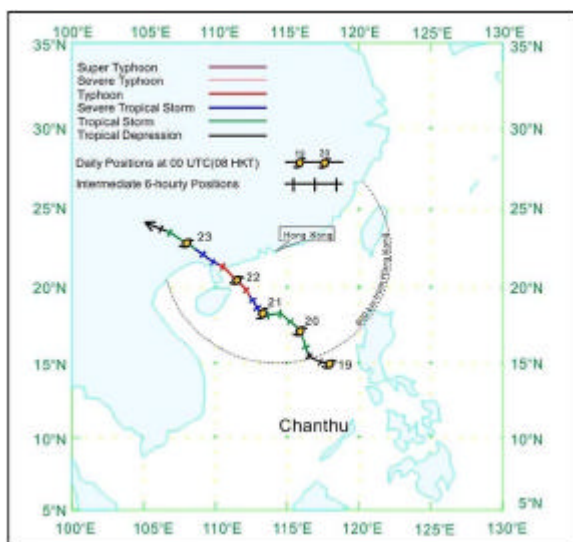 35°N
30°N
25°N
20°N
15°N
10°N
5°N
100°E 105°E 110°E 115°E 120°E 125°E 130°E
Super Typhoon
Severe Typhoon
Typhoon
Severe Tropical Storm
Tropical Storm
Tropical Depression
Daily Positions at 00 UTC(08 HKT)
19 20
Intermediate 6-hourly Positions
Hong Kong
23
22
21
20
19
Chanthu
35°N
30°N
25°N
20°N
15°N
10°N
5°N
100°E 105°E 110°E 115°E 120°E 125°E 130°E